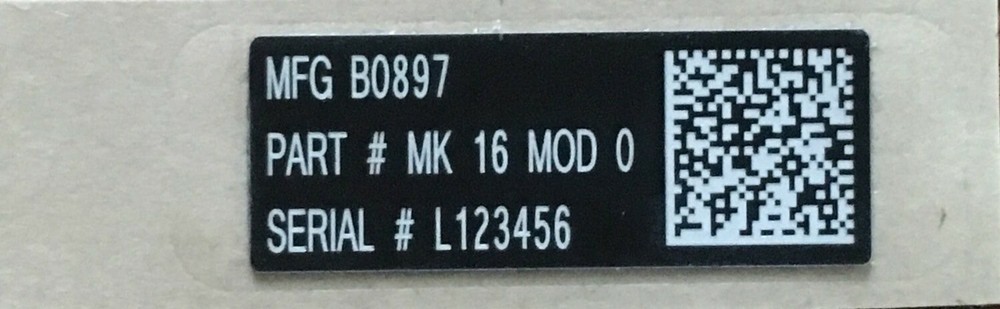 MFG B0897
PART # MK 16 MOD 0
SERIAL # L123456